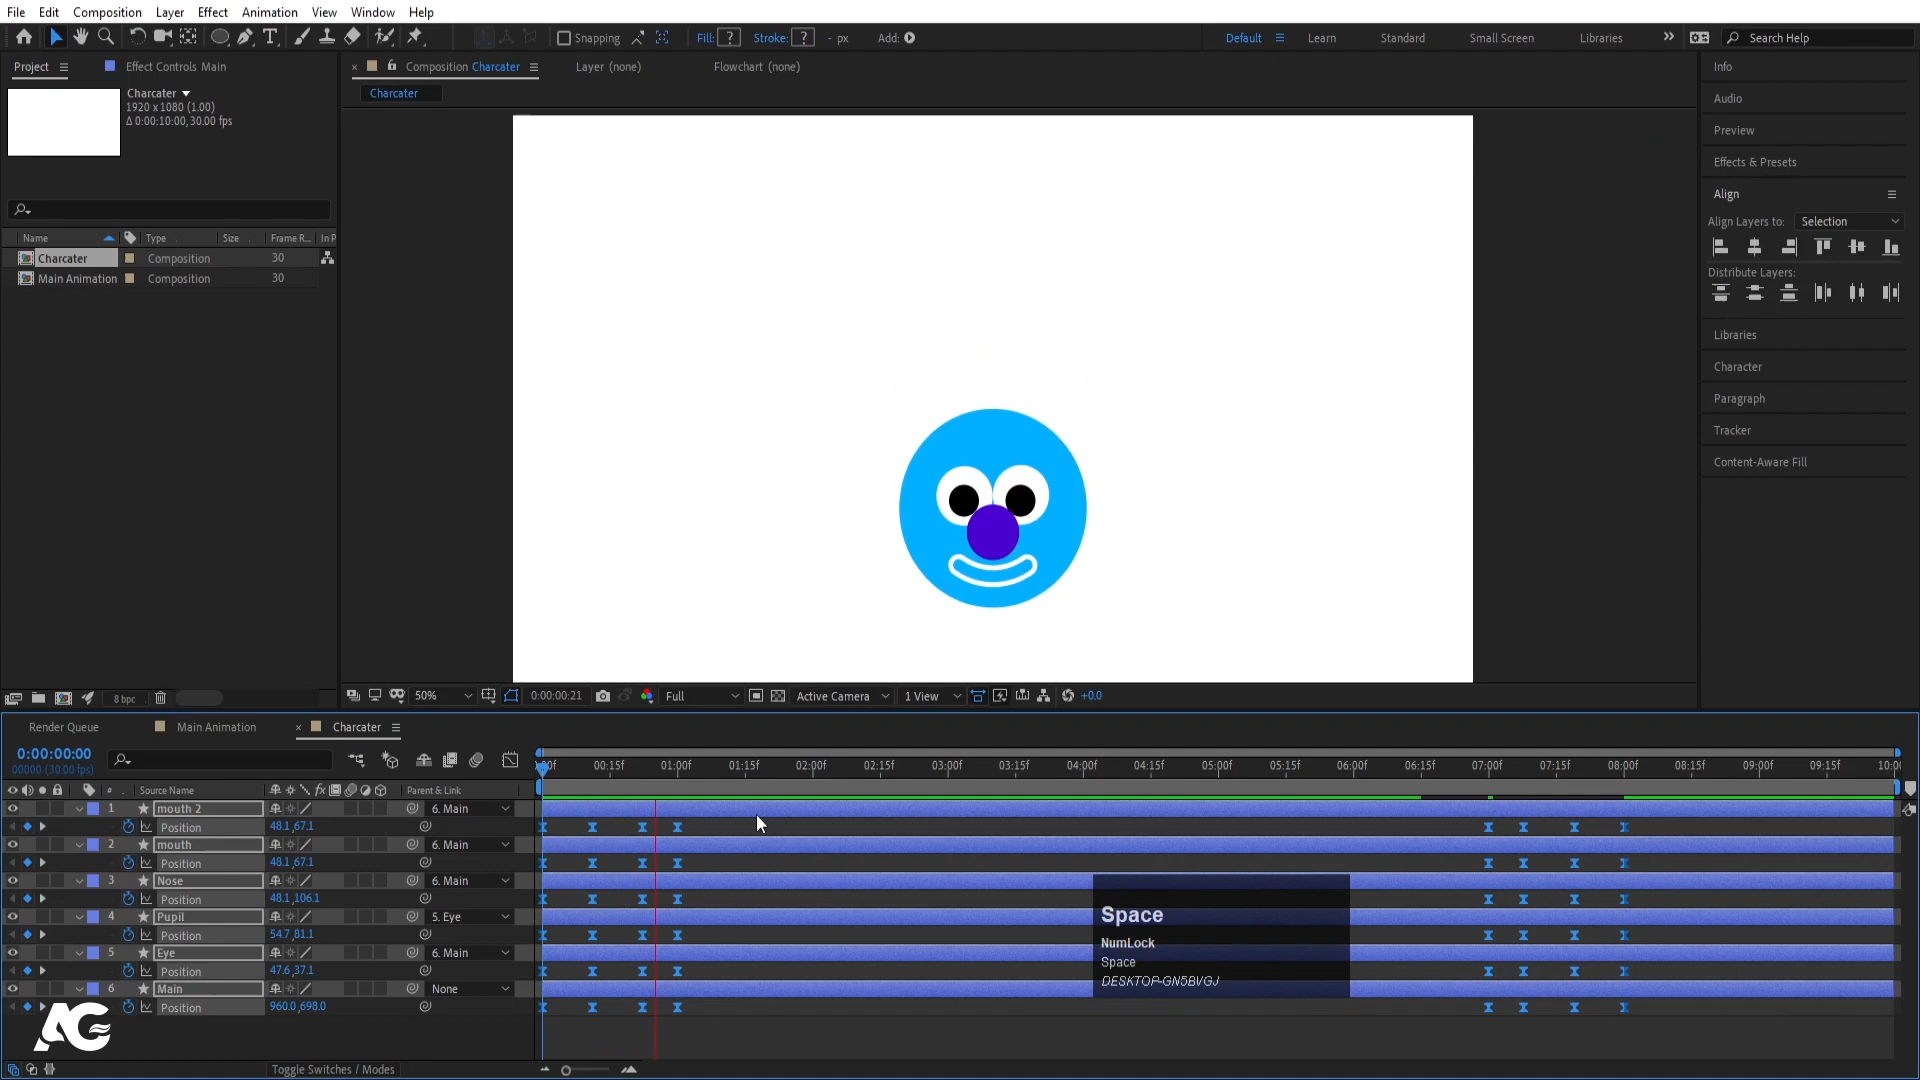 File Edit Composition Layer Effect Animation View Window Help
Snapping Fill: ? Stroke: ? - px Add: Default Learn Standard Small Screen Libraries Search Help
Project Effect Controls Main
Composition Charcater Layer (none) Flowchart (none)
Charcater
Charcater
1920 x 1080 (1.00)
Δ 0:00:10:00, 30.00 fps
Name Type Size Frame R... In P
Charcater Composition 30
Main Animation Composition 30
Info
Audio
Preview
Effects & Presets
Align
Align Layers to: Selection
Distribute Layers:
Libraries
Character
Paragraph
Tracker
Content-Aware Fill
8 bpc
50% 0:00:00:21 Full Active Camera 1 View +0.0
Render Queue Main Animation Charcater
0:00:00:00
00000 (30.00 fps)
00:15f 01:00f 01:15f 02:00f 02:15f 03:00f 03:15f 04:00f 04:15f 05:00f 05:15f 06:00f 06:15f 07:00f 07:15f 08:00f 08:15f 09:00f 09:15f 10:00
# Source Name fx Parent & Link
1 mouth 2 6. Main
Position 48.1,67.1
2 mouth 6. Main
Position 48.1,67.1
3 Nose 6. Main
Position 48.1,106.1
4 Pupil 5. Eye
Position 54.7,81.1
5 Eye 6. Main
Position 47.6,37.1
6 Main None
Position 960.0,698.0
Space
NumLock
Space
DESKTOP-GN5BVGJ
AG
Toggle Switches / Modes